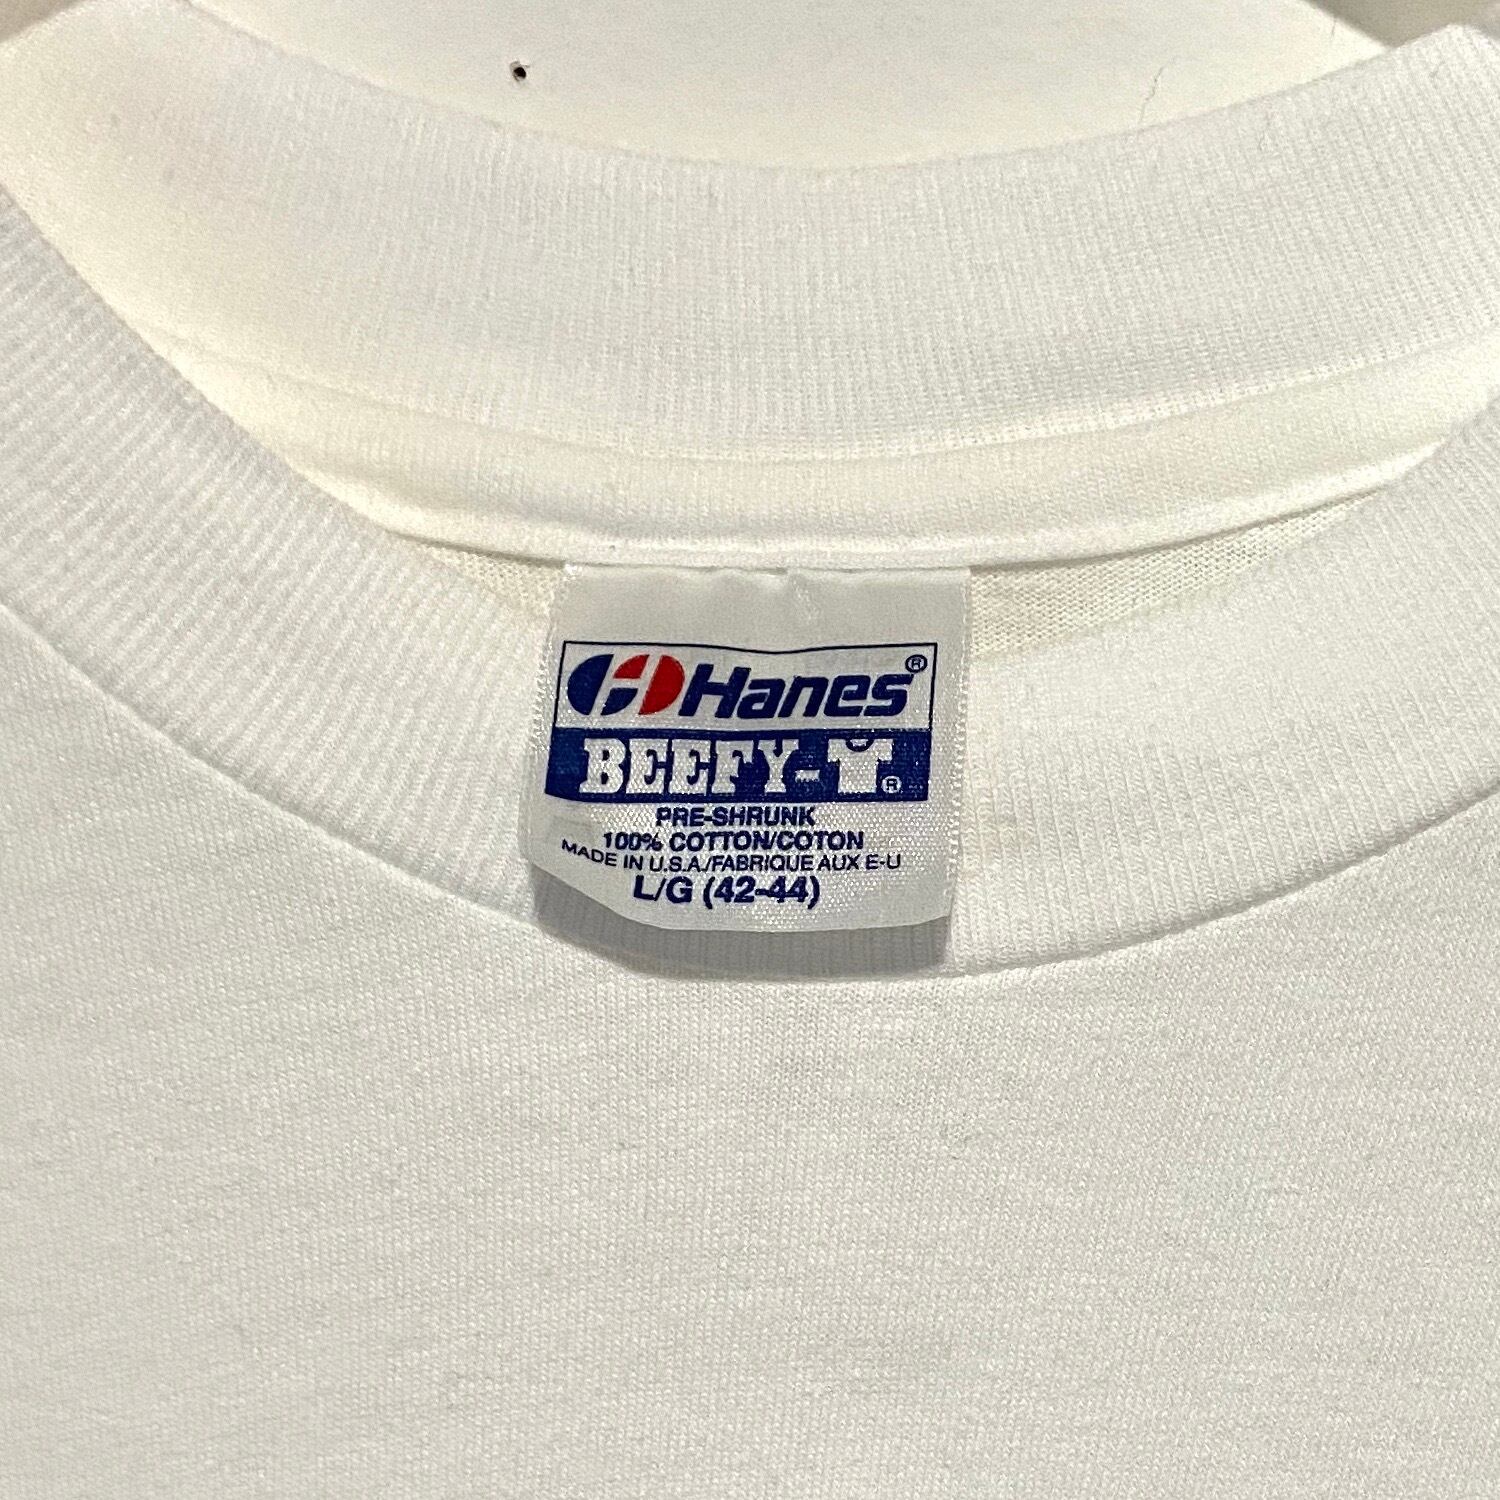 Hanes®
BEEFY-T®
PRE-SHRUNK
100% COTTON/COTON
MADE IN U.S.A./FABRIQUE AUX E-U
L/G (42-44)